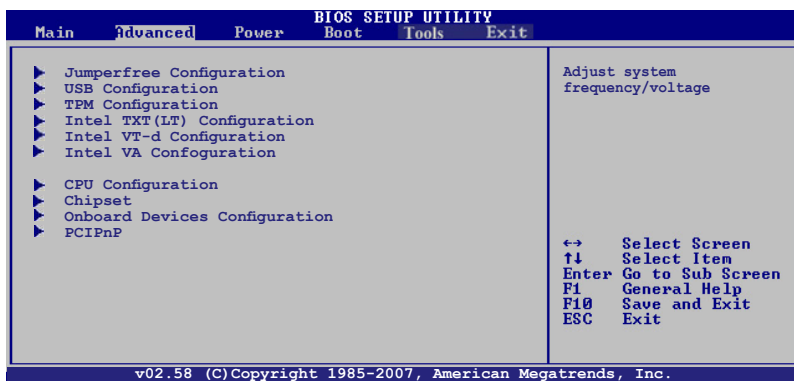 BIOS SETUP UTILITY
Main Advanced Power Boot Tools Exit
Jumperfree Configuration
USB Configuration
TPM Configuration
Intel TXT(LT) Configuration
Intel VT-d Configuration
Intel VA Confoguration
CPU Configuration
Chipset
Onboard Devices Configuration
PCIPnP
Adjust system
frequency/voltage
←→ Select Screen
↑↓ Select Item
Enter Go to Sub Screen
F1 General Help
F10 Save and Exit
ESC Exit
v02.58 (C)Copyright 1985-2007, American Megatrends, Inc.